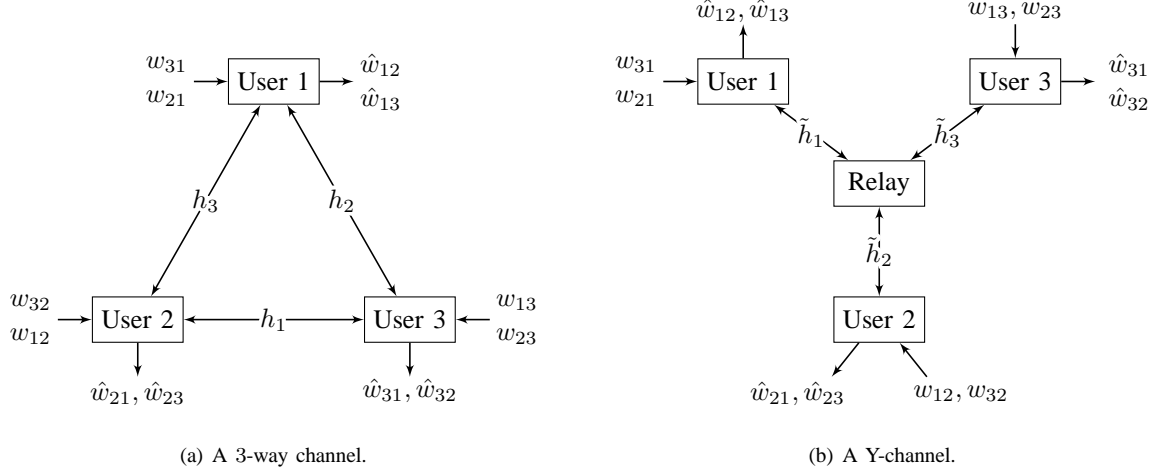 w₃₁
w₂₁
User 1
ŵ₁₂
ŵ₁₃
h₃
h₂
w₃₂
w₁₂
User 2
h₁
User 3
w₁₃
w₂₃
ŵ₂₁, ŵ₂₃
ŵ₃₁, ŵ₃₂
(a) A 3-way channel.
ŵ₁₂, ŵ₁₃
w₁₃, w₂₃
w₃₁
w₂₁
User 1
User 3
ŵ₃₁
ŵ₃₂
h̃₁
h̃₃
Relay
h̃₂
User 2
ŵ₂₁, ŵ₂₃
w₁₂, w₃₂
(b) A Y-channel.